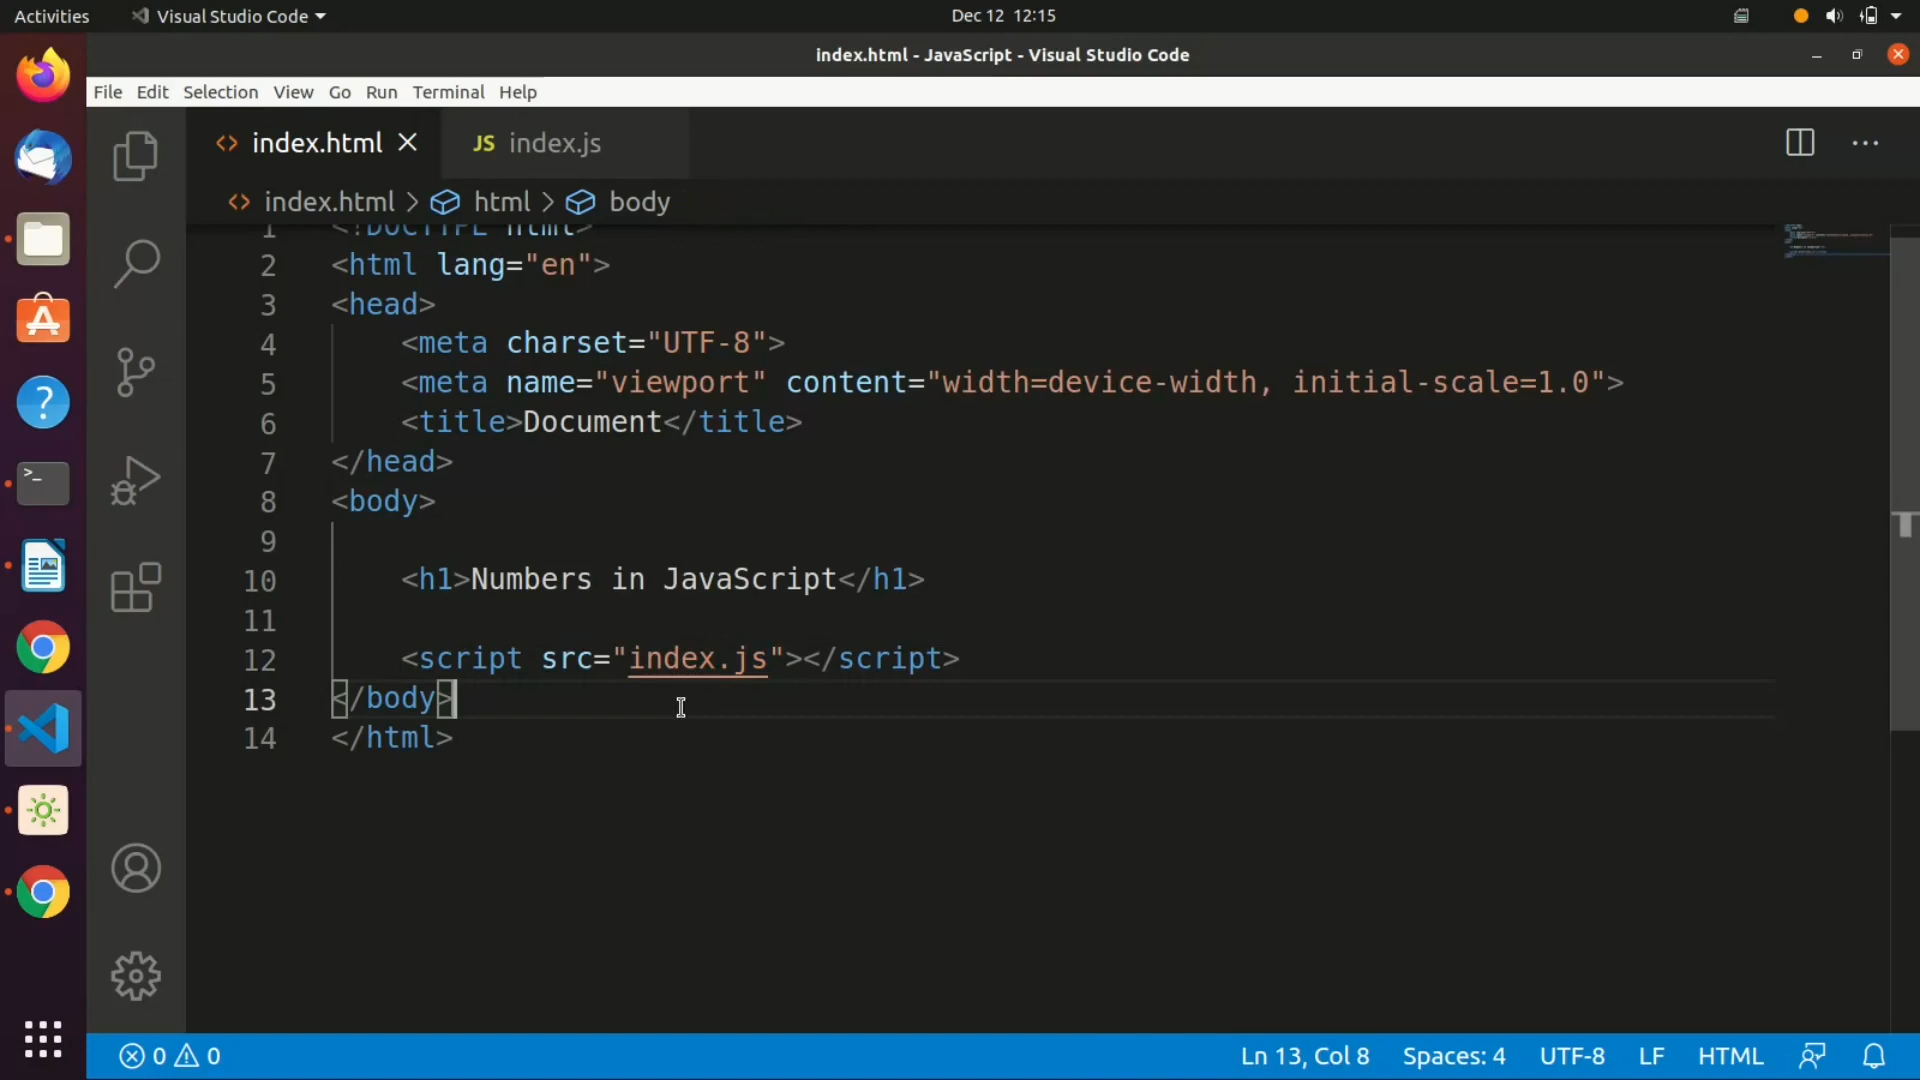 Activities
Visual Studio Code
Dec 12 12:15
index.html - JavaScript - Visual Studio Code
File Edit Selection View Go Run Terminal Help
index.html
JS index.js
index.html > html > body
1 <!DOCTYPE html>
2 <html lang="en">
3 <head>
4 <meta charset="UTF-8">
5 <meta name="viewport" content="width=device-width, initial-scale=1.0">
6 <title>Document</title>
7 </head>
8 <body>
9
10 <h1>Numbers in JavaScript</h1>
11
12 <script src="index.js"></script>
13 </body>
14 </html>
0 0
Ln 13, Col 8 Spaces: 4 UTF-8 LF HTML